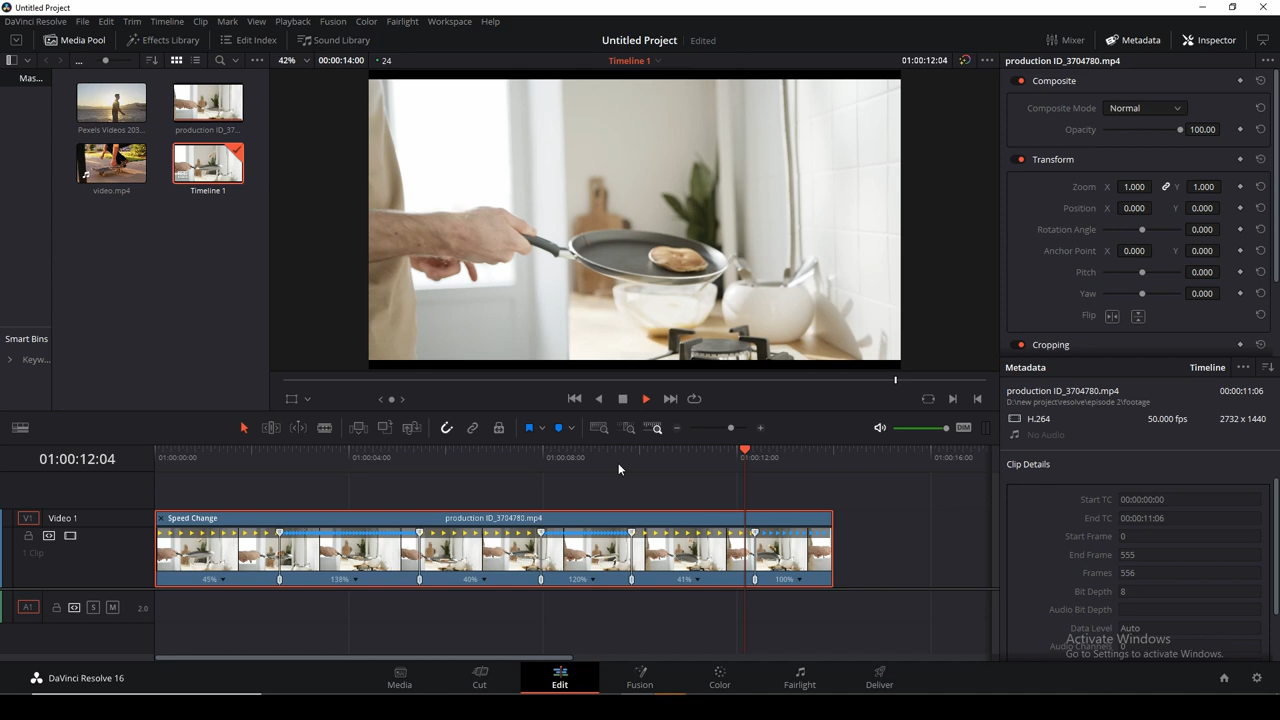 Untitled Project
DaVinci Resolve File Edit Trim Timeline Clip Mark View Playback Fusion Color Fairlight Workspace Help
Media Pool Effects Library Edit Index Sound Library Untitled Project Edited Mixer Metadata Inspector
... 42% 00:00:14:00 24 Timeline 1 01:00:12:04 production ID_3704780.mp4
Mas...
Pexels Videos 203... production ID_37...
video.mp4 Timeline 1
Smart Bins
Keyw...
Composite
Composite Mode Normal
Opacity 100.00
Transform
Zoom X 1.000 Y 1.000
Position X 0.000 Y 0.000
Rotation Angle 0.000
Anchor Point X 0.000 Y 0.000
Pitch 0.000
Yaw 0.000
Flip
Cropping
Metadata Timeline
production ID_3704780.mp4 00:00:11:06
D:\new project\resolve\episode 2\footage
H.264 50.000 fps 2732 x 1440
No Audio
Clip Details
Start TC 00:00:00:00
End TC 00:00:11:06
Start Frame 0
End Frame 555
Frames 556
Bit Depth 8
Audio Bit Depth
Data Level Auto
Audio Channels 0
Activate Windows
Go to Settings to activate Windows.
DIM
01:00:12:04 01:00:00:00 01:00:04:00 01:00:08:00 01:00:12:00 01:00:16:00
V1 Video 1 Speed Change production ID_3704780.mp4
1 Clip
45% 138% 40% 120% 41% 100%
A1 S M 2.0
DaVinci Resolve 16 Media Cut Edit Fusion Color Fairlight Deliver